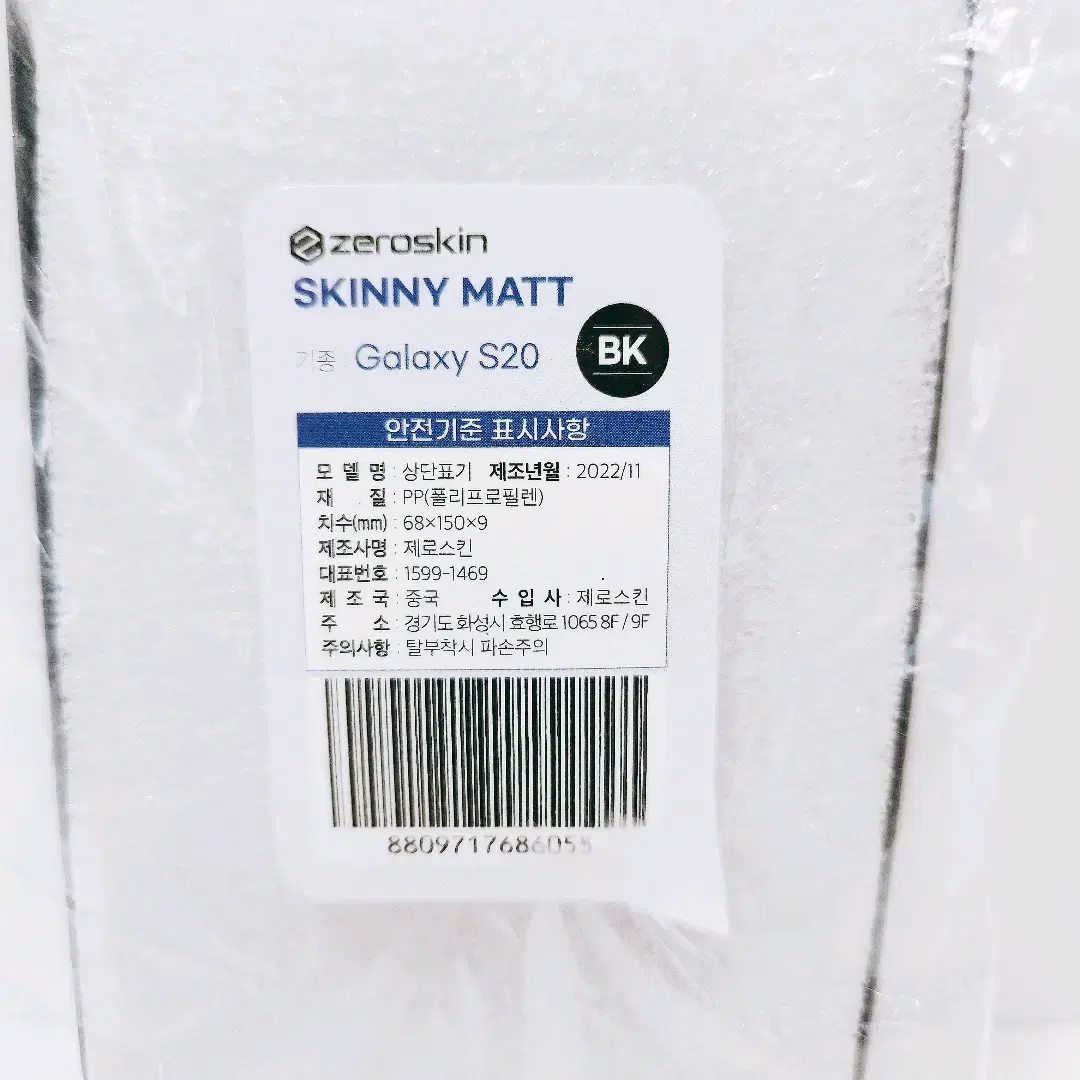 zeroskin
SKINNY MATT
기종 : Galaxy S20
BK
안전기준 표시사항
모 델 명 : 상단표기 제조년월 : 2022/11
재 질 : PP(폴리프로필렌)
치수(mm) : 68×150×9
제조사명 : 제로스킨
대표번호 : 1599-1469
제 조 국 : 중국 수 입 사 : 제로스킨
주 소 : 경기도 화성시 효행로 1065 8F / 9F
주의사항 : 탈부착시 파손주의
8809717686055